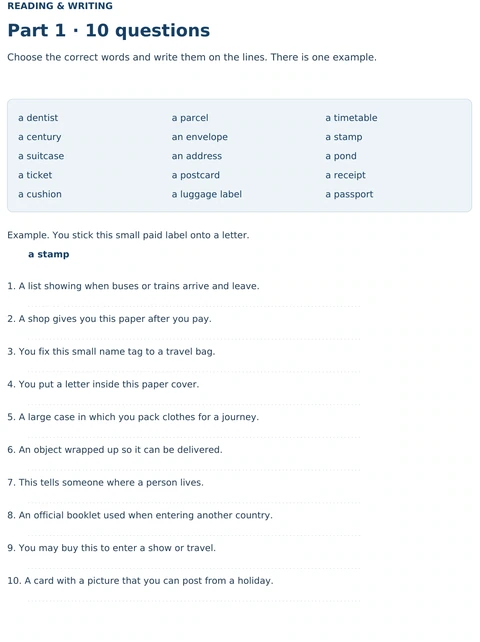 READING & WRITING
Part 1 · 10 questions
Choose the correct words and write them on the lines. There is one example.
a dentist a parcel a timetable
a century an envelope a stamp
a suitcase an address a pond
a ticket a postcard a receipt
a cushion a luggage label a passport
Example. You stick this small paid label onto a letter.
a stamp
1. A list showing when buses or trains arrive and leave.
2. A shop gives you this paper after you pay.
3. You fix this small name tag to a travel bag.
4. You put a letter inside this paper cover.
5. A large case in which you pack clothes for a journey.
6. An object wrapped up so it can be delivered.
7. This tells someone where a person lives.
8. An official booklet used when entering another country.
9. You may buy this to enter a show or travel.
10. A card with a picture that you can post from a holiday.